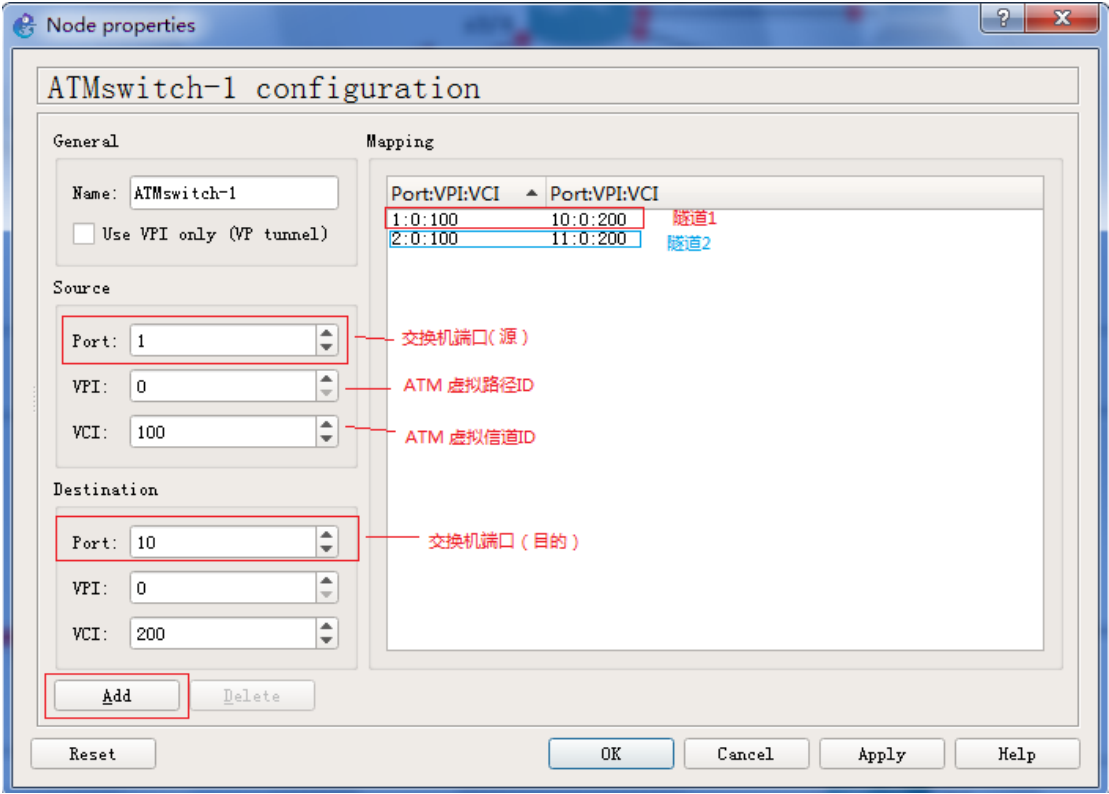 Node properties
ATMswitch-1 configuration
General
Name: ATMswitch-1
Use VPI only (VP tunnel)
Mapping
Port:VPI:VCI Port:VPI:VCI
1:0:100 10:0:200 隧道1
2:0:100 11:0:200 隧道2
Source
Port: 1 交换机端口(源)
VPI: 0 ATM 虚拟路径ID
VCI: 100 ATM 虚拟信道ID
Destination
Port: 10 交换机端口(目的)
VPI: 0
VCI: 200
Add Delete
Reset OK Cancel Apply Help